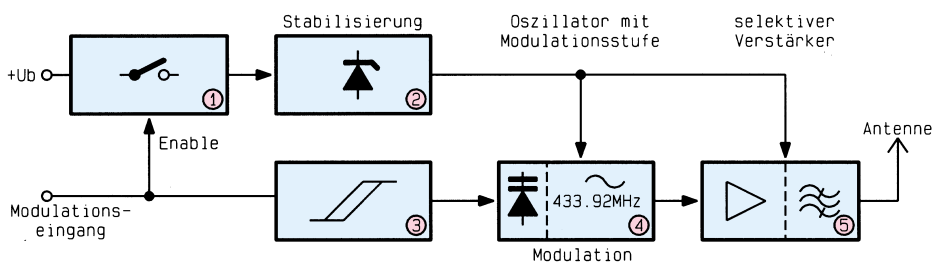 Stabilisierung
Oszillator mit
Modulationsstufe
selektiver
Verstärker
+Ub
1
2
Enable
Antenne
Modulations-
eingang
3
433.92MHz
4
5
Modulation